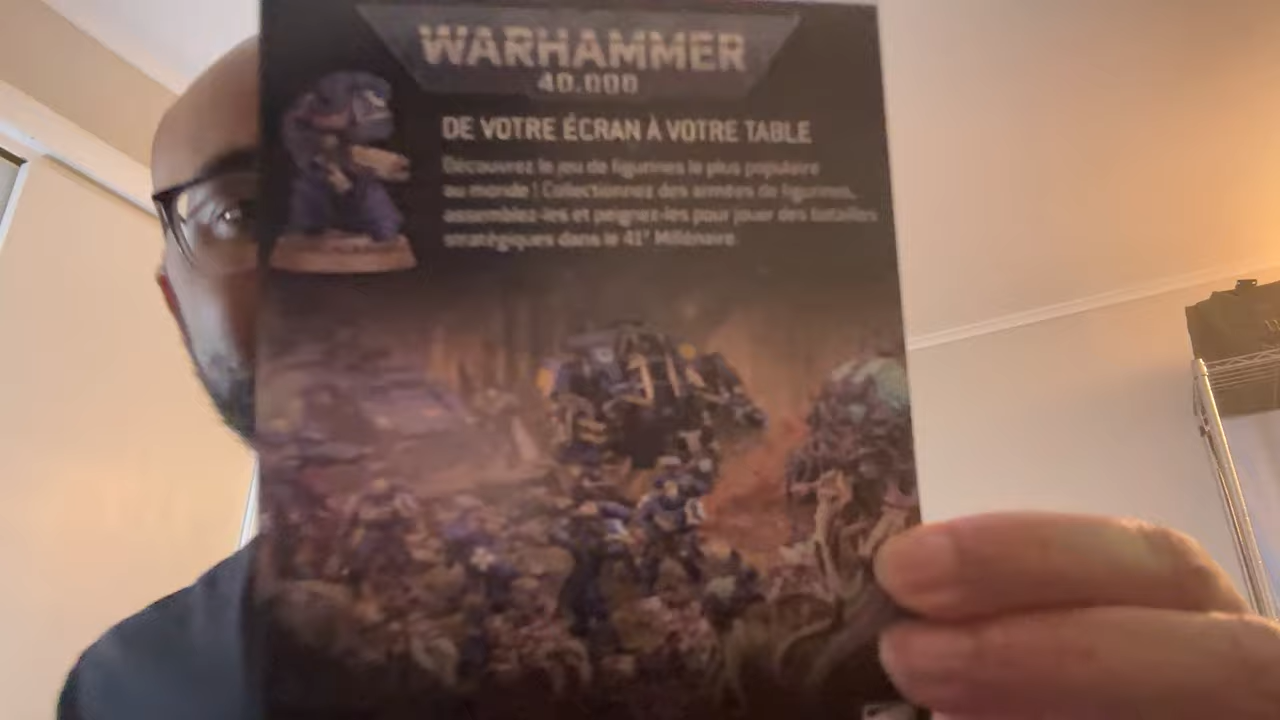 WARHAMMER
40.000
DE VOTRE ÉCRAN À VOTRE TABLE
Découvrez le jeu de figurines le plus populaire
au monde ! Collectionnez des armées de figurines,
assemblez-les et peignez-les pour jouer des batailles
stratégiques dans le 41ᵉ Millénaire.